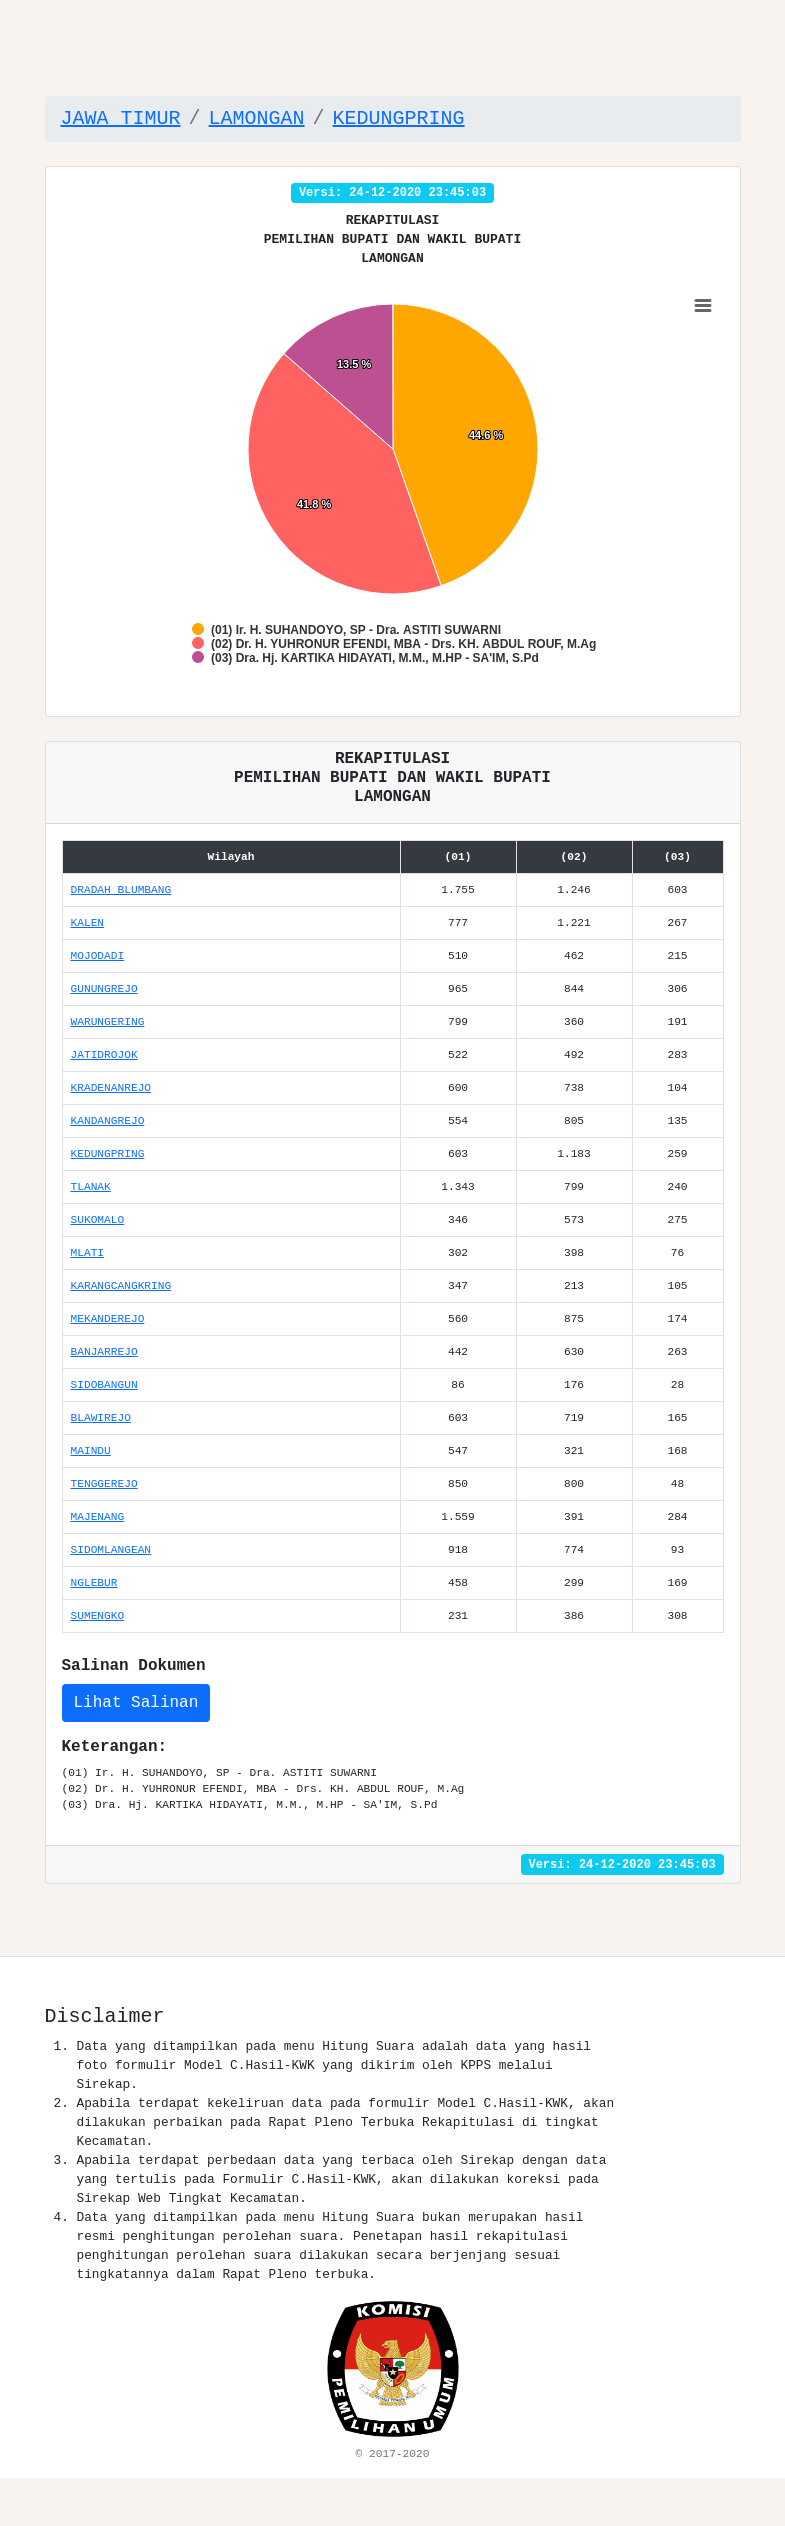 JAWA TIMUR / LAMONGAN / KEDUNGPRING
Versi: 24-12-2020 23:45:03
REKAPITULASI
PEMILIHAN BUPATI DAN WAKIL BUPATI
LAMONGAN
13.5 %
44.6 %
41.8 %
(01) Ir. H. SUHANDOYO, SP - Dra. ASTITI SUWARNI
(02) Dr. H. YUHRONUR EFENDI, MBA - Drs. KH. ABDUL ROUF, M.Ag
(03) Dra. Hj. KARTIKA HIDAYATI, M.M., M.HP - SA'IM, S.Pd
REKAPITULASI
PEMILIHAN BUPATI DAN WAKIL BUPATI
LAMONGAN
Wilayah (01) (02) (03)
DRADAH BLUMBANG 1.755 1.246 603
KALEN 777 1.221 267
MOJODADI 510 462 215
GUNUNGREJO 965 844 306
WARUNGERING 799 360 191
JATIDROJOK 522 492 283
KRADENANREJO 600 738 104
KANDANGREJO 554 805 135
KEDUNGPRING 603 1.183 259
TLANAK 1.343 799 240
SUKOMALO 346 573 275
MLATI 302 398 76
KARANGCANGKRING 347 213 105
MEKANDEREJO 560 875 174
BANJARREJO 442 630 263
SIDOBANGUN 86 176 28
BLAWIREJO 603 719 165
MAINDU 547 321 168
TENGGEREJO 850 800 48
MAJENANG 1.559 391 284
SIDOMLANGEAN 918 774 93
NGLEBUR 458 299 169
SUMENGKO 231 386 308
Salinan Dokumen
Lihat Salinan
Keterangan:
(01) Ir. H. SUHANDOYO, SP - Dra. ASTITI SUWARNI
(02) Dr. H. YUHRONUR EFENDI, MBA - Drs. KH. ABDUL ROUF, M.Ag
(03) Dra. Hj. KARTIKA HIDAYATI, M.M., M.HP - SA'IM, S.Pd
Versi: 24-12-2020 23:45:03
Disclaimer
1. Data yang ditampilkan pada menu Hitung Suara adalah data yang hasil
foto formulir Model C.Hasil-KWK yang dikirim oleh KPPS melalui
Sirekap.
2. Apabila terdapat kekeliruan data pada formulir Model C.Hasil-KWK, akan
dilakukan perbaikan pada Rapat Pleno Terbuka Rekapitulasi di tingkat
Kecamatan.
3. Apabila terdapat perbedaan data yang terbaca oleh Sirekap dengan data
yang tertulis pada Formulir C.Hasil-KWK, akan dilakukan koreksi pada
Sirekap Web Tingkat Kecamatan.
4. Data yang ditampilkan pada menu Hitung Suara bukan merupakan hasil
resmi penghitungan perolehan suara. Penetapan hasil rekapitulasi
penghitungan perolehan suara dilakukan secara berjenjang sesuai
tingkatannya dalam Rapat Pleno terbuka.
KOMISI
PEMILIHAN UMUM
© 2017-2020